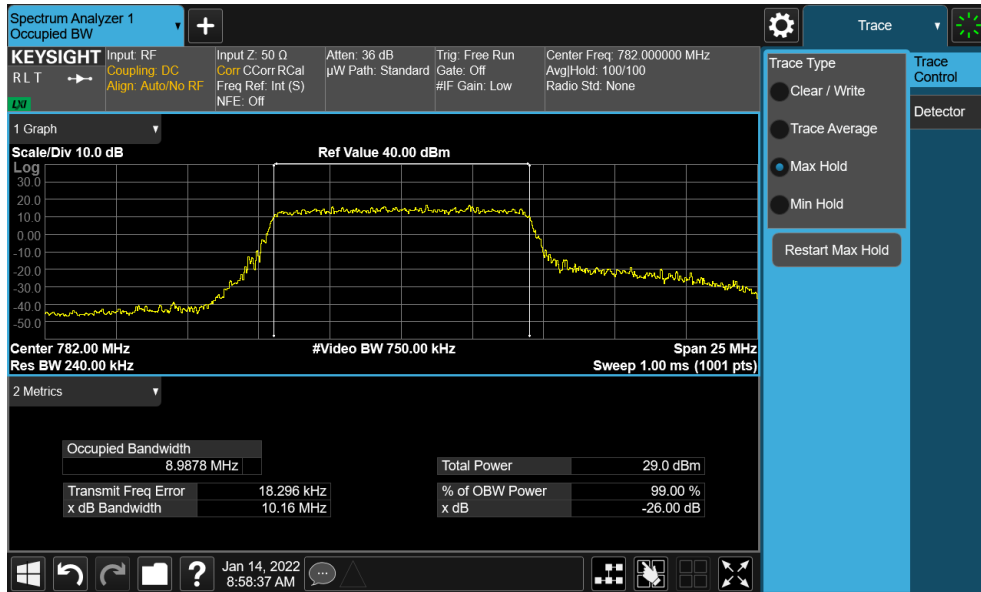 Spectrum Analyzer 1
Occupied BW
+
Trace
KEYSIGHT
R L T
LXI
Input: RF
Coupling: DC
Align: Auto/No RF
Input Z: 50 Ω
Corr CCorr RCal
Freq Ref: Int (S)
NFE: Off
Atten: 36 dB
µW Path: Standard
Trig: Free Run
Gate: Off
#IF Gain: Low
Center Freq: 782.000000 MHz
Avg|Hold: 100/100
Radio Std: None
Trace Type
Clear / Write
Trace Average
Max Hold
Min Hold
Restart Max Hold
Trace
Control
Detector
1 Graph
Scale/Div 10.0 dB
Ref Value 40.00 dBm
Log
30.0
20.0
10.0
0.00
-10.0
-20.0
-30.0
-40.0
-50.0
Center 782.00 MHz
#Video BW 750.00 kHz
Span 25 MHz
Res BW 240.00 kHz
Sweep 1.00 ms (1001 pts)
2 Metrics
Occupied Bandwidth
8.9878 MHz
Total Power 29.0 dBm
Transmit Freq Error 18.296 kHz
% of OBW Power 99.00 %
x dB Bandwidth 10.16 MHz
x dB -26.00 dB
?
Jan 14, 2022
8:58:37 AM